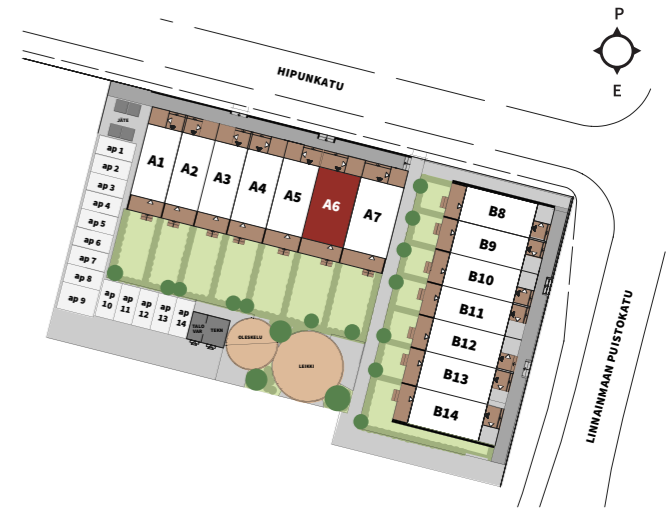 P
E
HIPUNKATU
LINNAINMAAN PUISTOKATU
JÄTE
ap 1
ap 2
ap 3
ap 4
ap 5
ap 6
ap 7
ap 8
ap 9
ap 10
ap 11
ap 12
ap 13
ap 14
A1
A2
A3
A4
A5
A6
A7
B8
B9
B10
B11
B12
B13
B14
TALO
VAR
TEKN
OLESKELU
LEIKKI